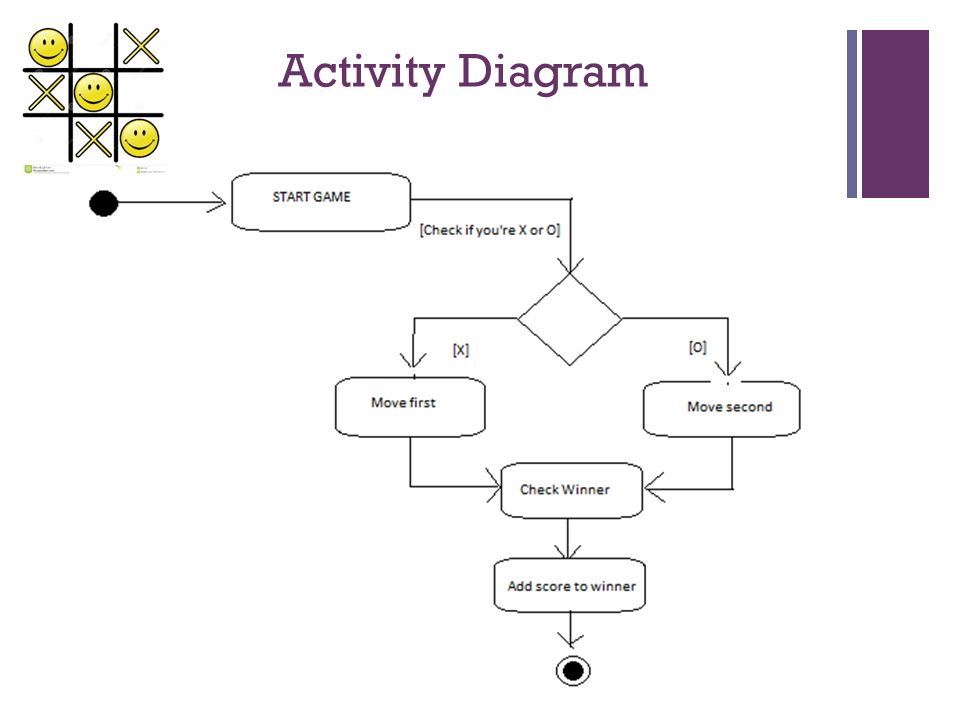 Activity Diagram
START GAME
[Check if you're X or O]
[X]
[O]
Move first
Move second
Check Winner
Add score to winner